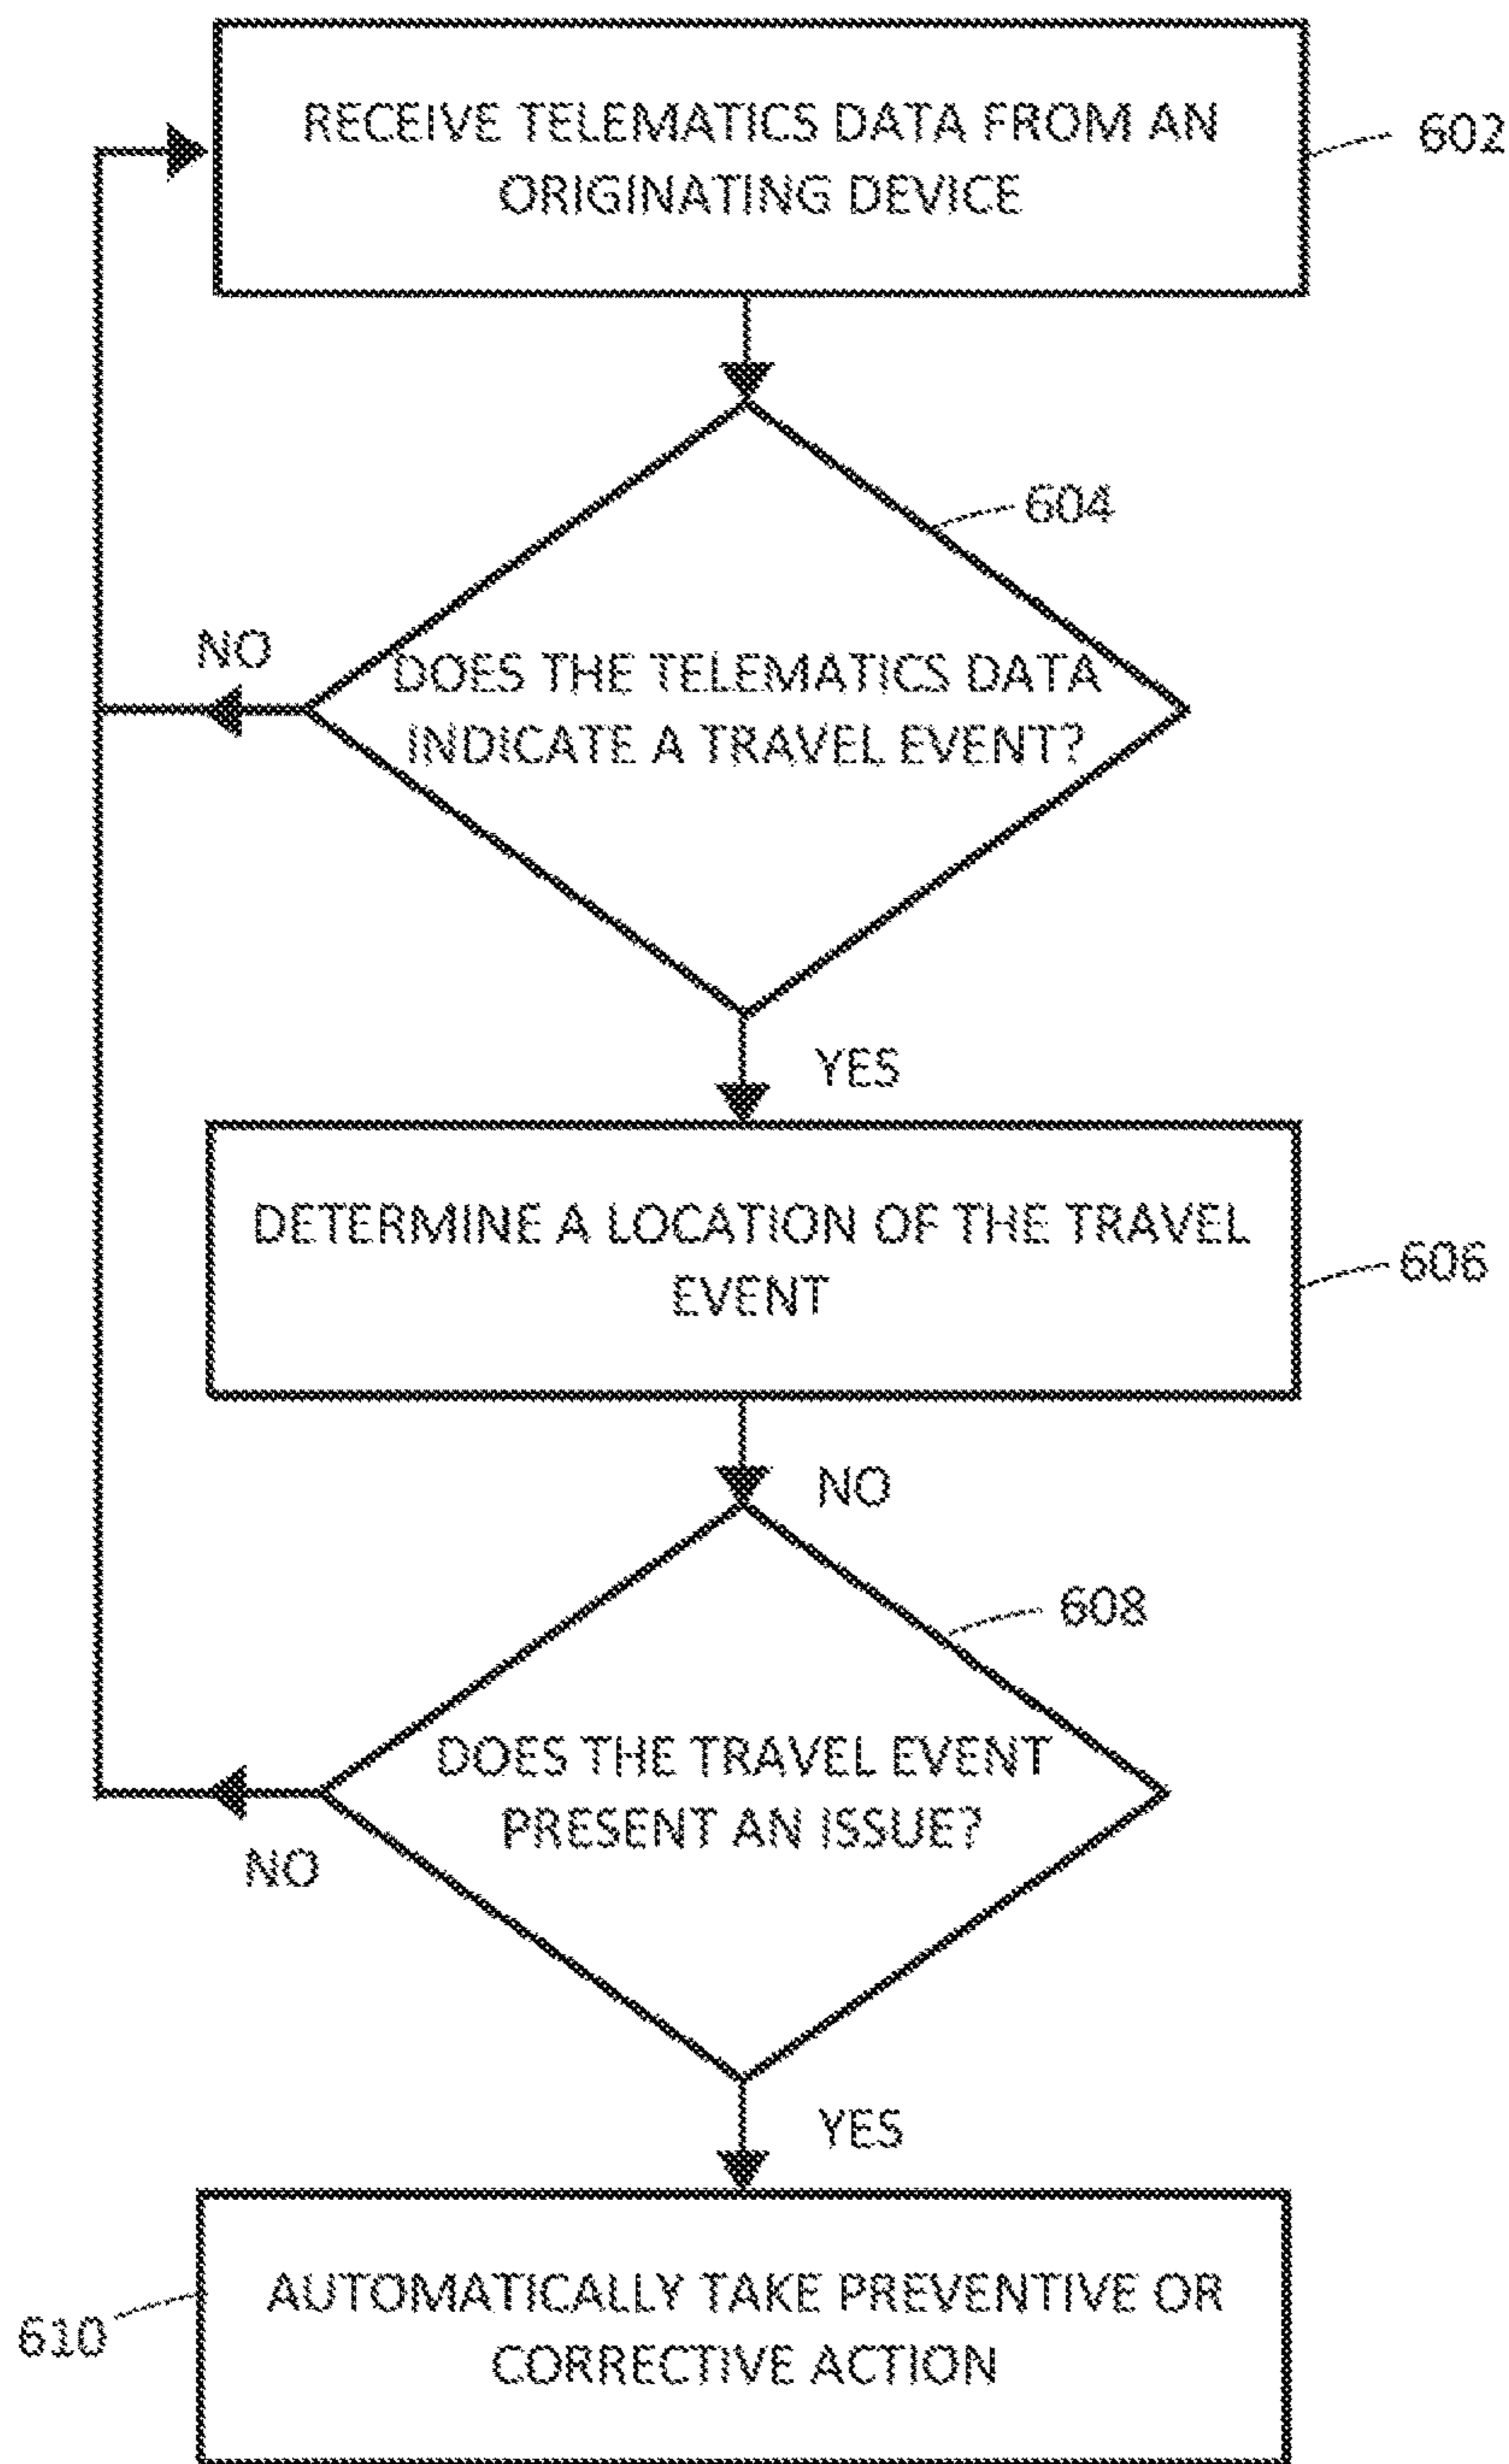 RECEIVE TELEMATICS DATA FROM AN
ORIGINATING DEVICE
602
604
NO
DOES THE TELEMATICS DATA
INDICATE A TRAVEL EVENT?
YES
DETERMINE A LOCATION OF THE TRAVEL
EVENT
606
NO
608
DOES THE TRAVEL EVENT
PRESENT AN ISSUE?
NO
YES
AUTOMATICALLY TAKE PREVENTIVE OR
CORRECTIVE ACTION
610